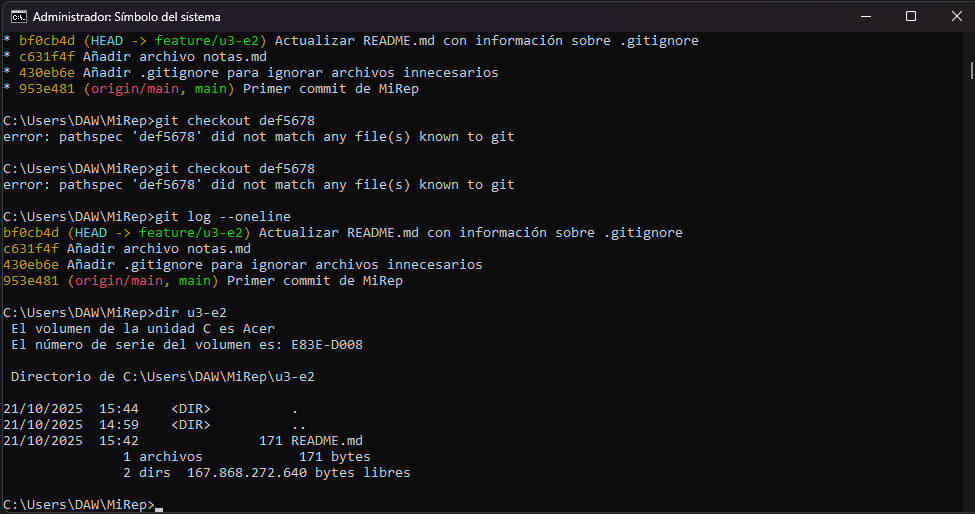 Administrador: Símbolo del sistema
* bf0cb4d (HEAD -> feature/u3-e2) Actualizar README.md con información sobre .gitignore
* c631f4f Añadir archivo notas.md
* 430eb6e Añadir .gitignore para ignorar archivos innecesarios
* 953e481 (origin/main, main) Primer commit de MiRep
C:\Users\DAW\MiRep>git checkout def5678
error: pathspec 'def5678' did not match any file(s) known to git
C:\Users\DAW\MiRep>git checkout def5678
error: pathspec 'def5678' did not match any file(s) known to git
C:\Users\DAW\MiRep>git log --oneline
bf0cb4d (HEAD -> feature/u3-e2) Actualizar README.md con información sobre .gitignore
c631f4f Añadir archivo notas.md
430eb6e Añadir .gitignore para ignorar archivos innecesarios
953e481 (origin/main, main) Primer commit de MiRep
C:\Users\DAW\MiRep>dir u3-e2
El volumen de la unidad C es Acer
El número de serie del volumen es: E83E-D008
Directorio de C:\Users\DAW\MiRep\u3-e2
21/10/2025  15:44    <DIR>          .
21/10/2025  14:59    <DIR>          ..
21/10/2025  15:42               171 README.md
1 archivos            171 bytes
2 dirs  167.868.272.640 bytes libres
C:\Users\DAW\MiRep>